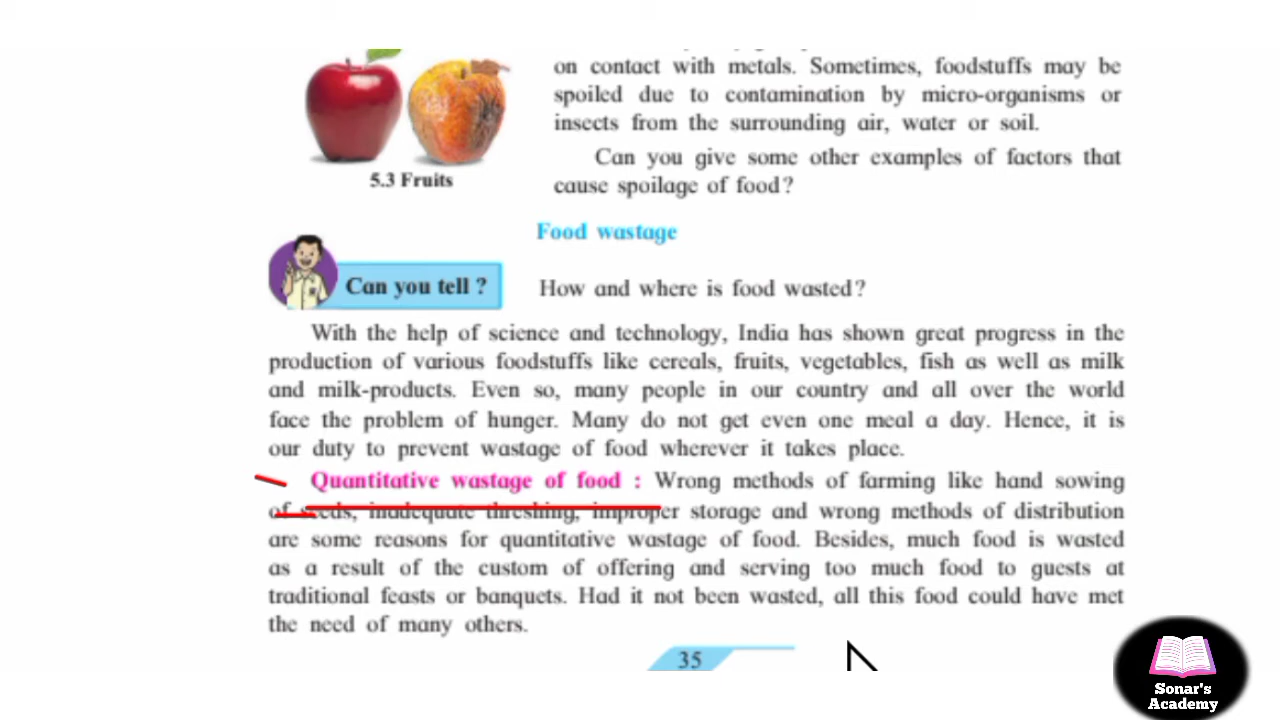 on contact with metals. Sometimes, foodstuffs may be
spoiled due to contamination by micro-organisms or
insects from the surrounding air, water or soil.
Can you give some other examples of factors that
cause spoilage of food?
5.3 Fruits
Food wastage
Can you tell ?
How and where is food wasted?
With the help of science and technology, India has shown great progress in the
production of various foodstuffs like cereals, fruits, vegetables, fish as well as milk
and milk-products. Even so, many people in our country and all over the world
face the problem of hunger. Many do not get even one meal a day. Hence, it is
our duty to prevent wastage of food wherever it takes place.
Quantitative wastage of food : Wrong methods of farming like hand sowing
of seeds, inadequate threshing, improper storage and wrong methods of distribution
are some reasons for quantitative wastage of food. Besides, much food is wasted
as a result of the custom of offering and serving too much food to guests at
traditional feasts or banquets. Had it not been wasted, all this food could have met
the need of many others.
35
Sonar's
Academy